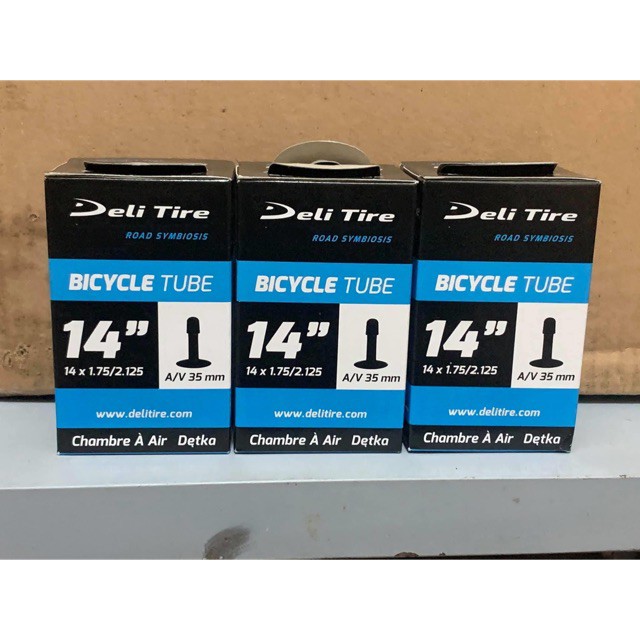 Deli Tire
ROAD SYMBIOSIS
BICYCLE TUBE
14”
14 x 1.75/2.125
A/V 35 mm
www.delitire.com
Chambre À Air Dętka
Deli Tire
ROAD SYMBIOSIS
BICYCLE TUBE
14”
14 x 1.75/2.125
A/V 35 mm
www.delitire.com
Chambre À Air Dętka
Deli Tire
ROAD SYMBIOSIS
BICYCLE TUBE
14”
14 x 1.75/2.125
A/V 35 mm
www.delitire.com
Chambre À Air Dętka